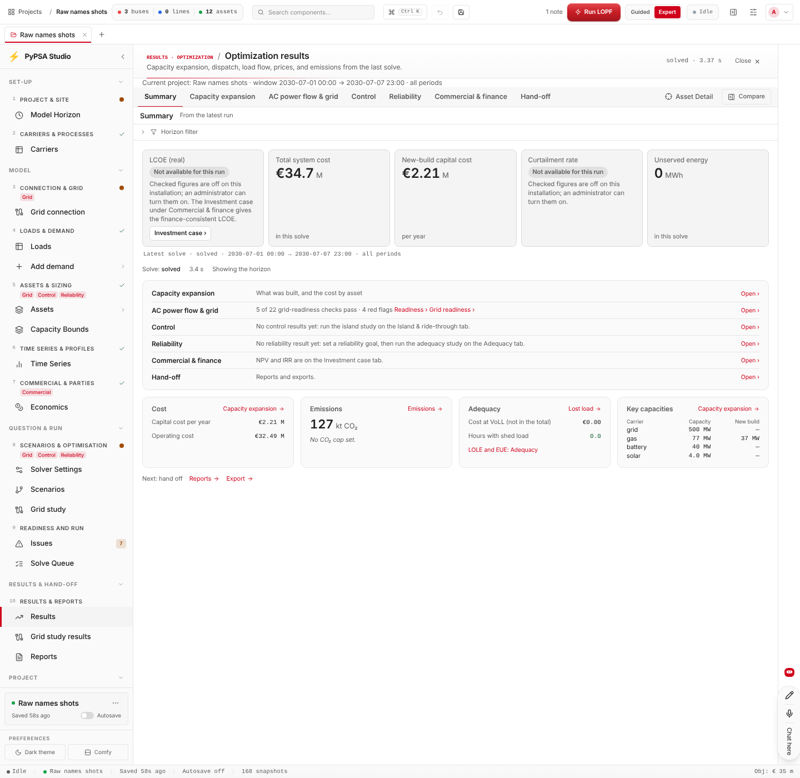 Projects / Raw names shots
3 buses 0 lines 12 assets
Search components...
⌘ Ctrl K
1 note
Run LOPF
Guided Expert
Idle
A
Raw names shots × +
PyPSA Studio
RESULTS · OPTIMIZATION / Optimization results
Capacity expansion, dispatch, load flow, prices, and emissions from the last solve.
solved · 3.37 s
Close ×
Current project: Raw names shots · window 2030-01-01 00:00 → 2030-01-07 23:00 · all periods
Summary Capacity expansion AC power flow & grid Control Reliability Commercial & finance Hand-off
Asset Detail Compare
Summary From the latest run
Horizon filter
SET-UP
1 PROJECT & SITE
Model Horizon
2 CARRIERS & PROCESSES
Carriers
MODEL
3 CONNECTION & GRID
Grid
Grid connection
4 LOADS & DEMAND
Loads
Add demand
5 ASSETS & SIZING
Grid Control Reliability
Assets
Capacity Bounds
6 TIME SERIES & PROFILES
Time Series
7 COMMERCIAL & PARTIES
Commercial
Economics
QUESTION & RUN
8 SCENARIOS & OPTIMISATION
Grid Control Reliability
Solver Settings
Scenarios
Grid study
9 READINESS AND RUN
Issues 7
Solve Queue
RESULTS & HAND-OFF
10 RESULTS & REPORTS
Results
Grid study results
Reports
PROJECT
Raw names shots ···
Saved 58s ago Autosave
PREFERENCES
Dark theme Comfy
LCOE (real)
Not available for this run
Checked figures are off on this
installation; an administrator can
turn them on. The Investment case
under Commercial & finance gives
the finance-consistent LCOE.
Investment case ›
Total system cost
€34.7 M
in this solve
New-build capital cost
€2.21 M
per year
Curtailment rate
Not available for this run
Checked figures are off on this
installation; an administrator can
turn them on.
Unserved energy
0 MWh
in this solve
Latest solve · solved · 2030-01-01 00:00 → 2030-01-07 23:00 · all periods
Solve: solved 3.4 s Showing the horizon
Capacity expansion What was built, and the cost by asset Open ›
AC power flow & grid 5 of 22 grid-readiness checks pass · 4 red flags Readiness › Grid readiness › Open ›
Control No control results yet: run the island study on the Island & ride-through tab. Open ›
Reliability No reliability result yet: set a reliability goal, then run the adequacy study on the Adequacy tab. Open ›
Commercial & finance NPV and IRR are on the Investment case tab. Open ›
Hand-off Reports and exports. Open ›
Cost Capacity expansion →
Capital cost per year €2.21 M
Operating cost €32.49 M
Emissions Emissions →
127 kt CO₂
No CO₂ cap set.
Adequacy Lost load →
Cost at VoLL (not in the total) €0.00
Hours with shed load 0.0
LOLE and EUE: Adequacy
Key capacities Capacity expansion →
Carrier Capacity New build
grid 500 MW –
gas 77 MW 37 MW
battery 40 MW –
solar 4.0 MW –
Next: hand off Reports → Export →
Chat here
Idle Raw names shots Saved 58s ago Autosave off 168 snapshots
Obj: € 35 m